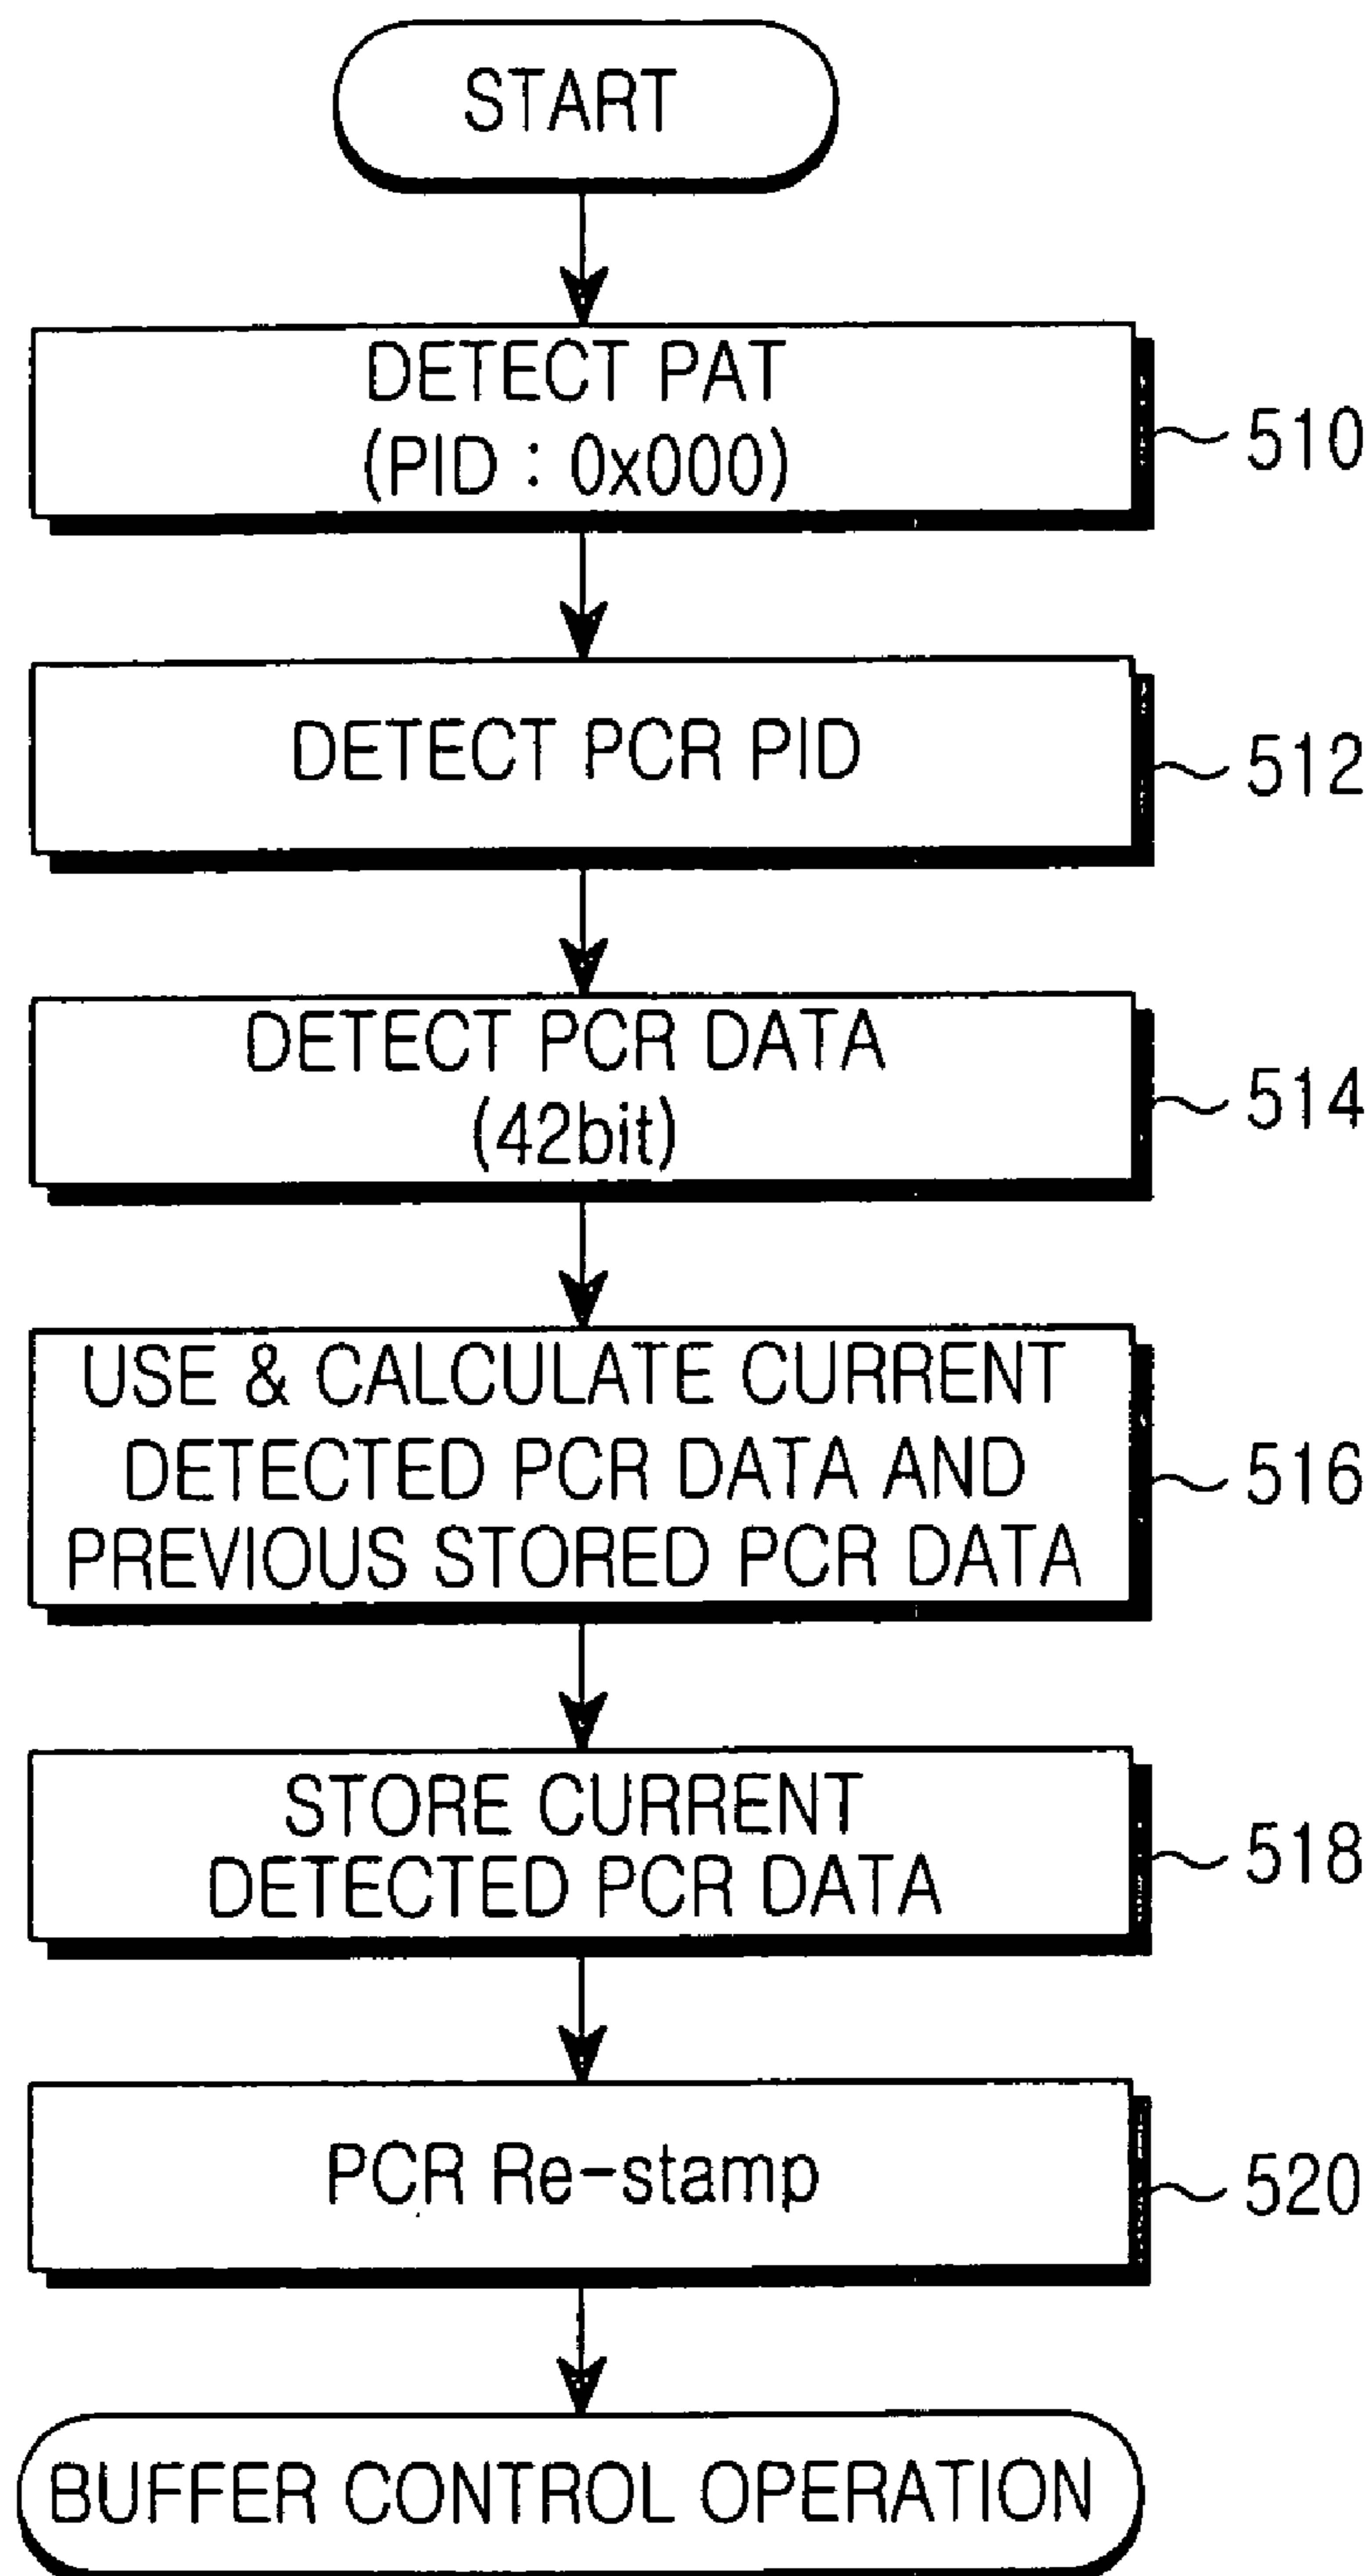 START
DETECT PAT
(PID : 0x000)
510
DETECT PCR PID
512
DETECT PCR DATA
(42bit)
514
USE & CALCULATE CURRENT
DETECTED PCR DATA AND
PREVIOUS STORED PCR DATA
516
STORE CURRENT
DETECTED PCR DATA
518
PCR Re-stamp
520
BUFFER CONTROL OPERATION